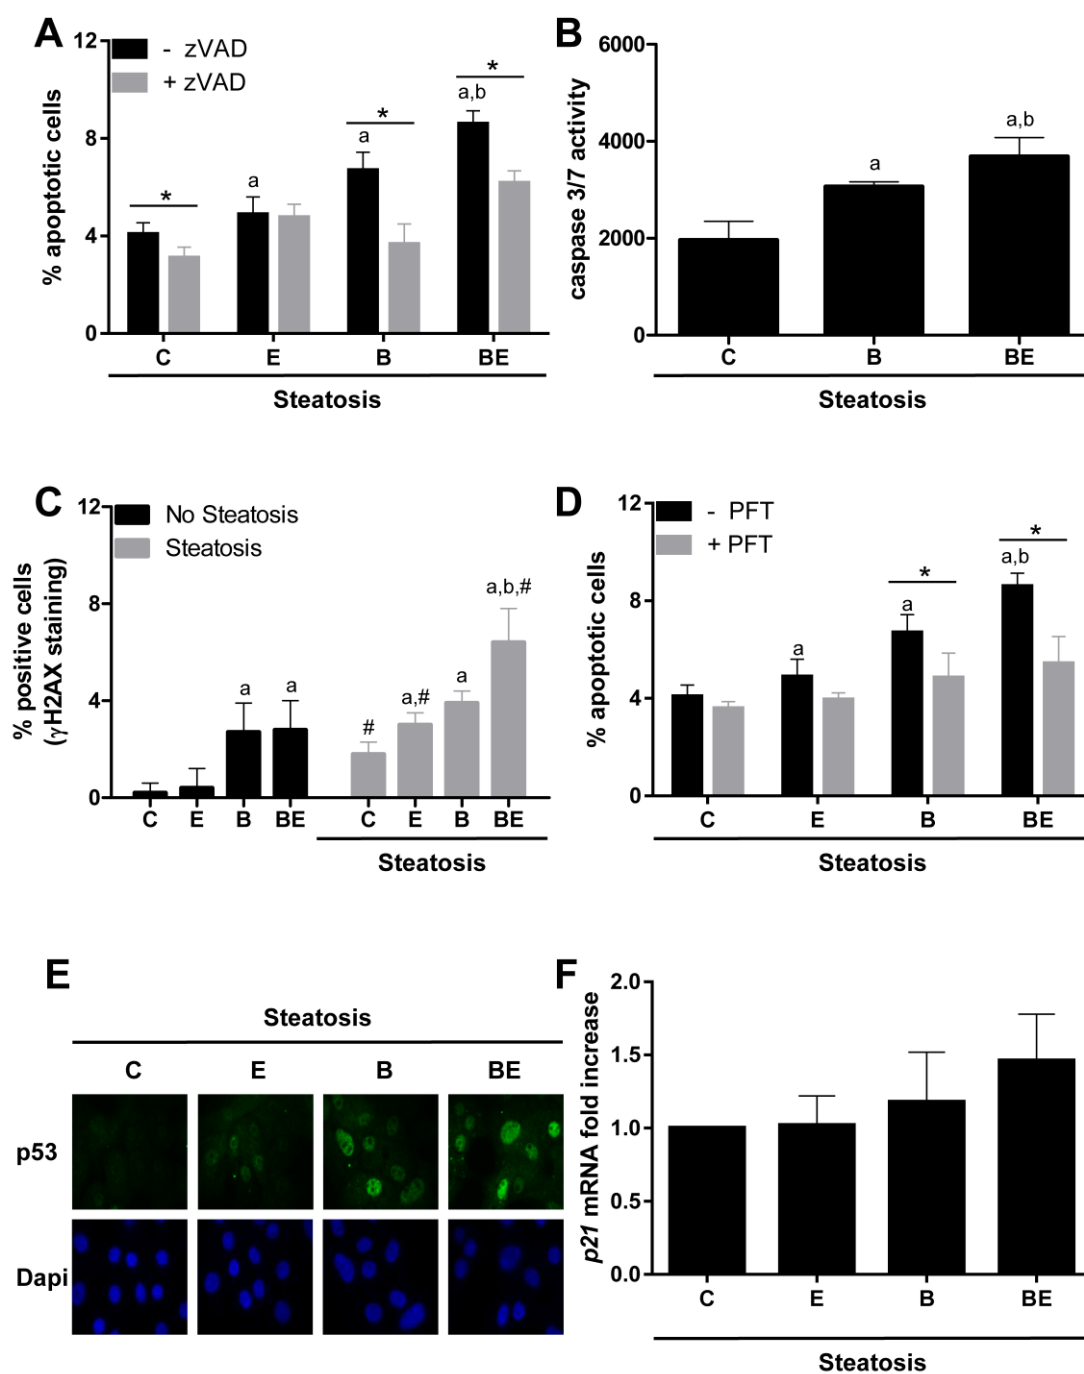 A
12
8
4
0
% apoptotic cells
- zVAD
+ zVAD
*
a
a
*
a,b
*
C E B BE
Steatosis
B
6000
4000
2000
0
caspase 3/7 activity
a
a,b
C B BE
Steatosis
C
12
8
4
0
% positive cells
(γH2AX staining)
No Steatosis
Steatosis
a
a
#
a,#
a
a,b,#
C E B BE C E B BE
Steatosis
D
12
8
4
0
% apoptotic cells
- PFT
+ PFT
a
a
*
a,b
*
C E B BE
Steatosis
E
Steatosis
C E B BE
p53
Dapi
F
2.0
1.5
1.0
0.5
0.0
p21 mRNA fold increase
C E B BE
Steatosis